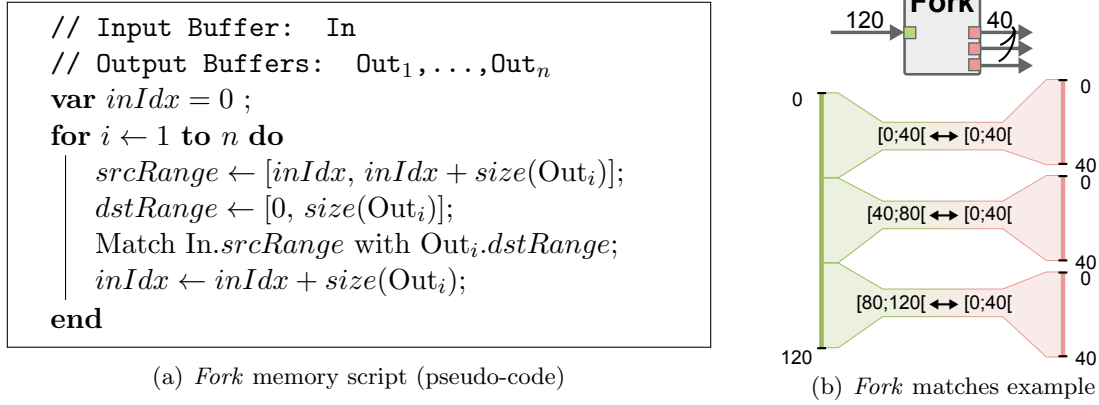 // Input Buffer: In
// Output Buffers: Out₁,...,Outₙ
var inIdx = 0 ;
for i ← 1 to n do
srcRange ← [inIdx, inIdx + size(Outᵢ)];
dstRange ← [0, size(Outᵢ)];
Match In.srcRange with Outᵢ.dstRange;
inIdx ← inIdx + size(Outᵢ);
end
(a) Fork memory script (pseudo-code)
Fork
120
40
0
0
[0;40[ ↔ [0;40[
40
0
[40;80[ ↔ [0;40[
40
0
[80;120[ ↔ [0;40[
120
40
(b) Fork matches example